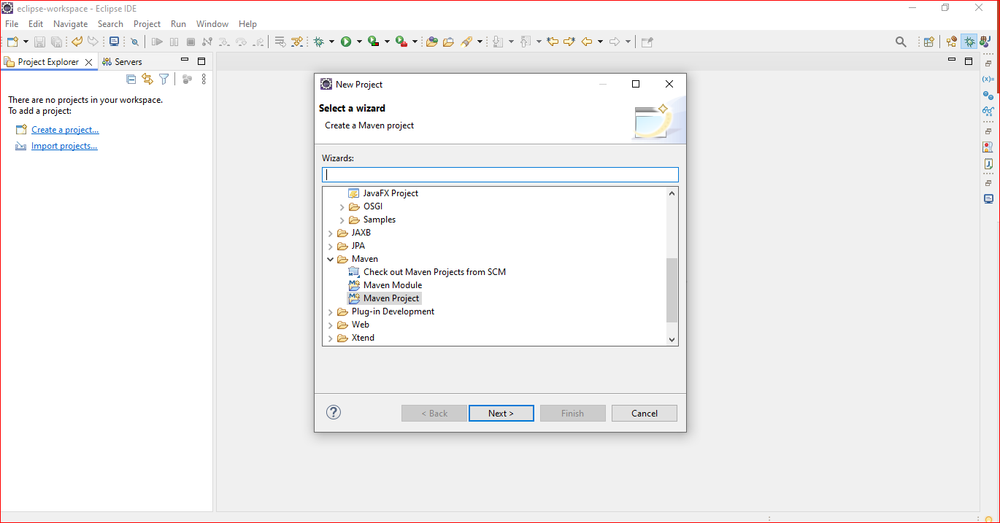 eclipse-workspace - Eclipse IDE
File Edit Navigate Search Project Run Window Help
Project Explorer
Servers
There are no projects in your workspace.
To add a project:
Create a project...
Import projects...
New Project
Select a wizard
Create a Maven project
Wizards:
JavaFX Project
OSGI
Samples
JAXB
JPA
Maven
Check out Maven Projects from SCM
Maven Module
Maven Project
Plug-in Development
Web
Xtend
< Back
Next >
Finish
Cancel
(x)=